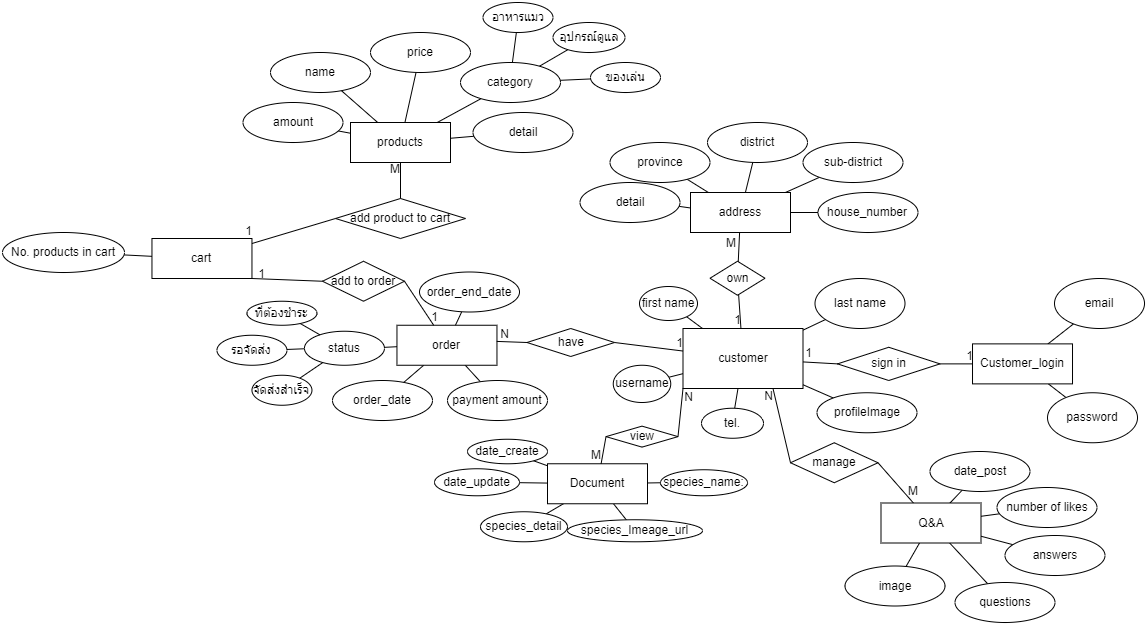 อาหารแมว
อุปกรณ์ดูแล
price
name
category
ของเล่น
amount
detail
products
M
add product to cart
1
No. products in cart
cart
1
add to order
1
order_end_date
ที่ต้องชำระ
รอจัดส่ง
จัดส่งสำเร็จ
status
order
N
have
1
order_date
payment amount
district
province
sub-district
detail
address
house_number
M
own
1
first name
last name
customer
username
tel.
profileImage
1
sign in
1
email
Customer_login
password
N
view
M
date_create
date_update
Document
species_name.
species_detail
species_Imeage_url
N
manage
M
date_post
number of likes
Q&A
answers
image
questions